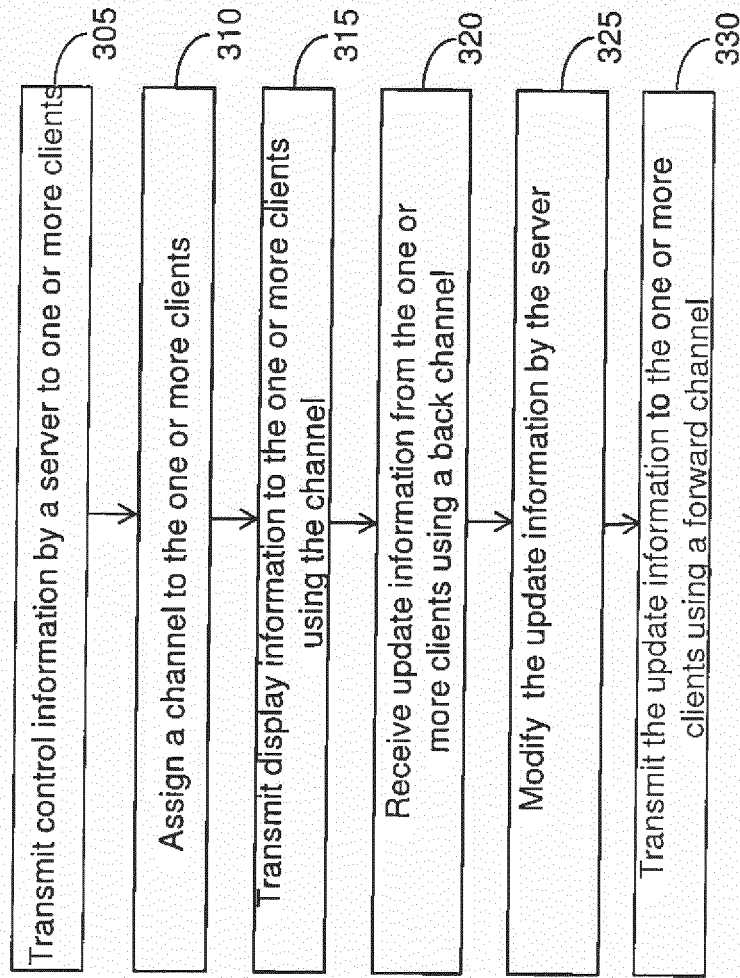 Transmit control information by a server to one or more clients
305
Assign a channel to the one or more clients
310
Transmit display information to the one or more clients
using the channel
315
Receive update information from the one or
more clients using a back channel
320
Modify the update information by the server
325
Transmit the update information to the one or more
clients using a forward channel
330